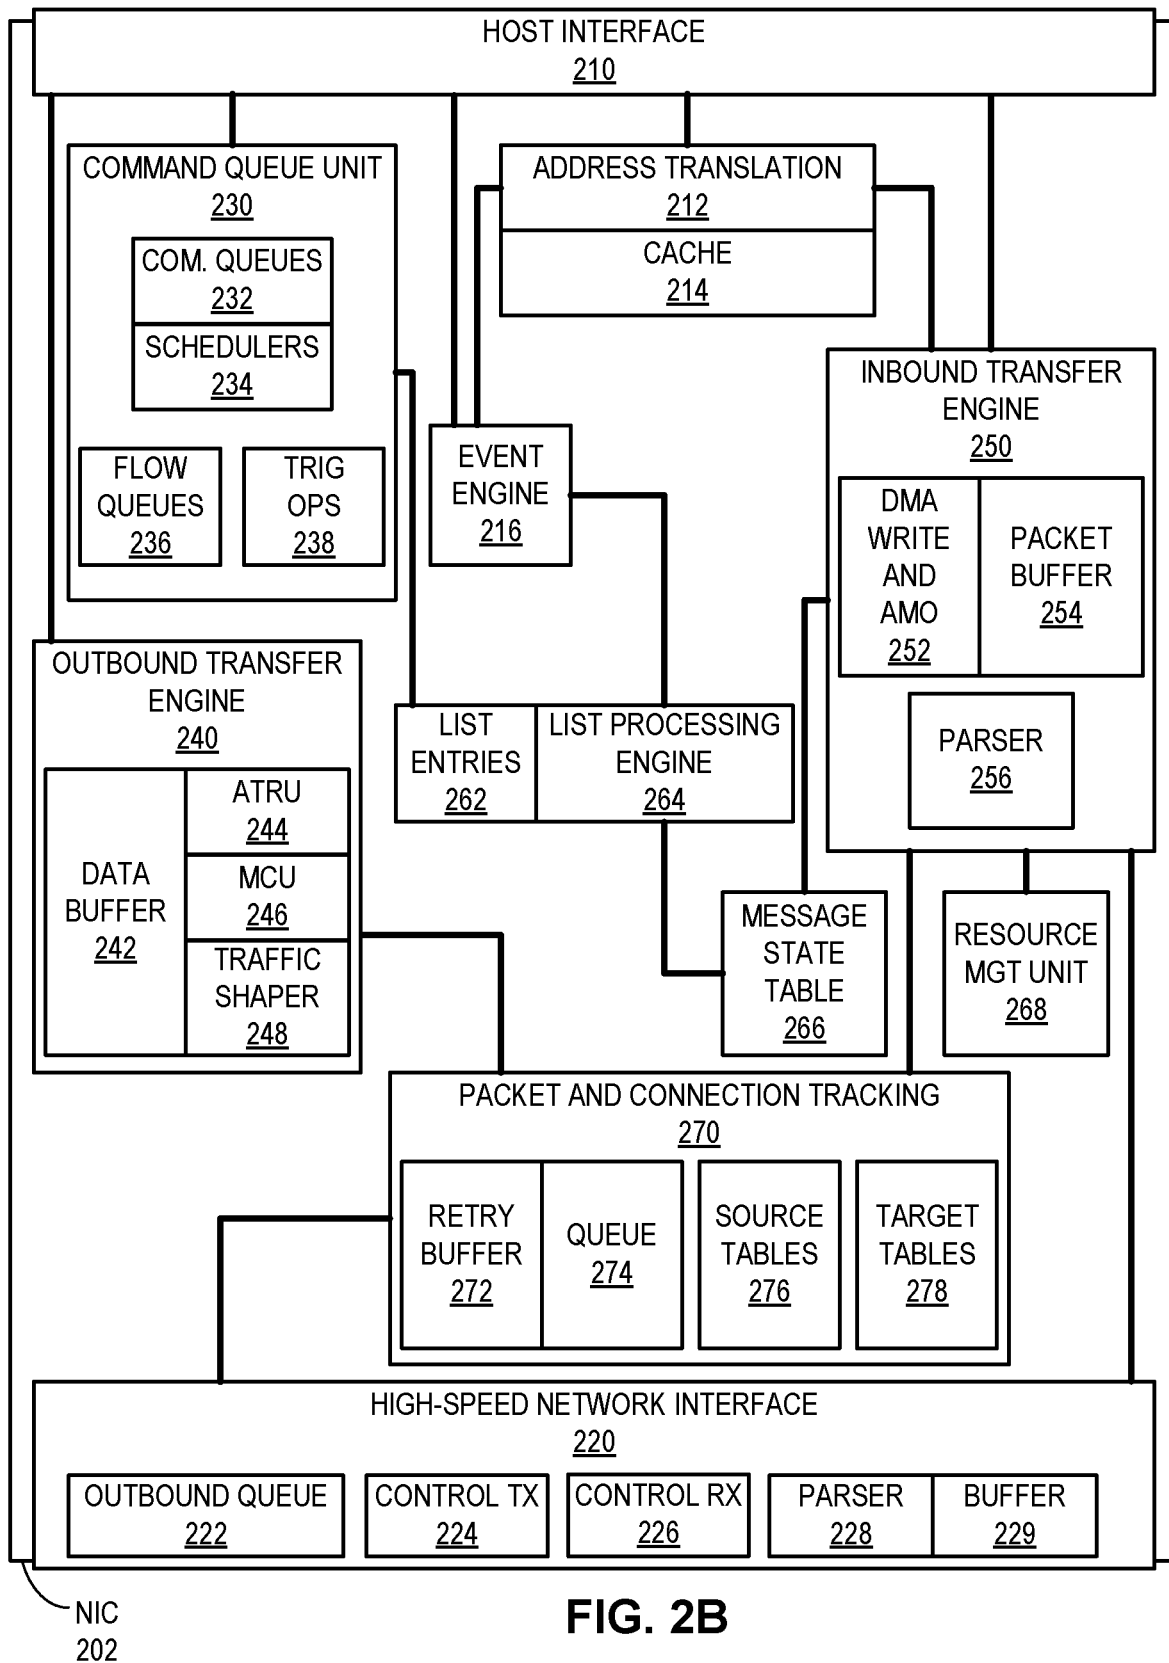 HOST INTERFACE
210
COMMAND QUEUE UNIT
230
COM. QUEUES
232
SCHEDULERS
234
FLOW
QUEUES
236
TRIG
OPS
238
ADDRESS TRANSLATION
212
CACHE
214
EVENT
ENGINE
216
INBOUND TRANSFER
ENGINE
250
DMA
WRITE
AND
AMO
252
PACKET
BUFFER
254
PARSER
256
OUTBOUND TRANSFER
ENGINE
240
DATA
BUFFER
242
ATRU
244
MCU
246
TRAFFIC
SHAPER
248
LIST
ENTRIES
262
LIST PROCESSING
ENGINE
264
MESSAGE
STATE
TABLE
266
RESOURCE
MGT UNIT
268
PACKET AND CONNECTION TRACKING
270
RETRY
BUFFER
272
QUEUE
274
SOURCE
TABLES
276
TARGET
TABLES
278
HIGH-SPEED NETWORK INTERFACE
220
OUTBOUND QUEUE
222
CONTROL TX
224
CONTROL RX
226
PARSER
228
BUFFER
229
NIC
202
FIG. 2B